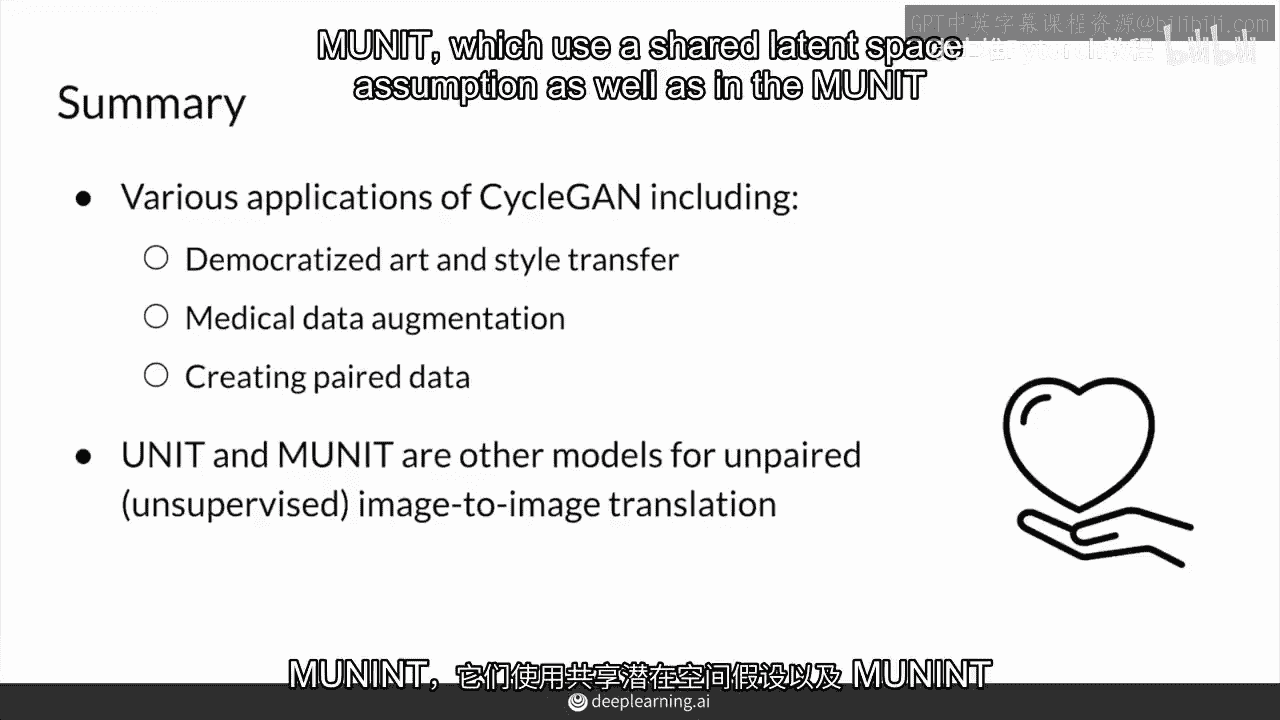 GPT中英字幕课程资源@bilibili.com
MUNIT, which use a shared latent space
bilibili
assumption as well as in the MUNIT
Summary
● Various applications of CycleGAN including:
○ Democratized art and style transfer
○ Medical data augmentation
○ Creating paired data
● UNIT and MUNIT are other models for unpaired
(unsupervised) image-to-image translation
MUNINT，它们使用共享潜在空间假设以及 MUNINT
deeplearning.ai